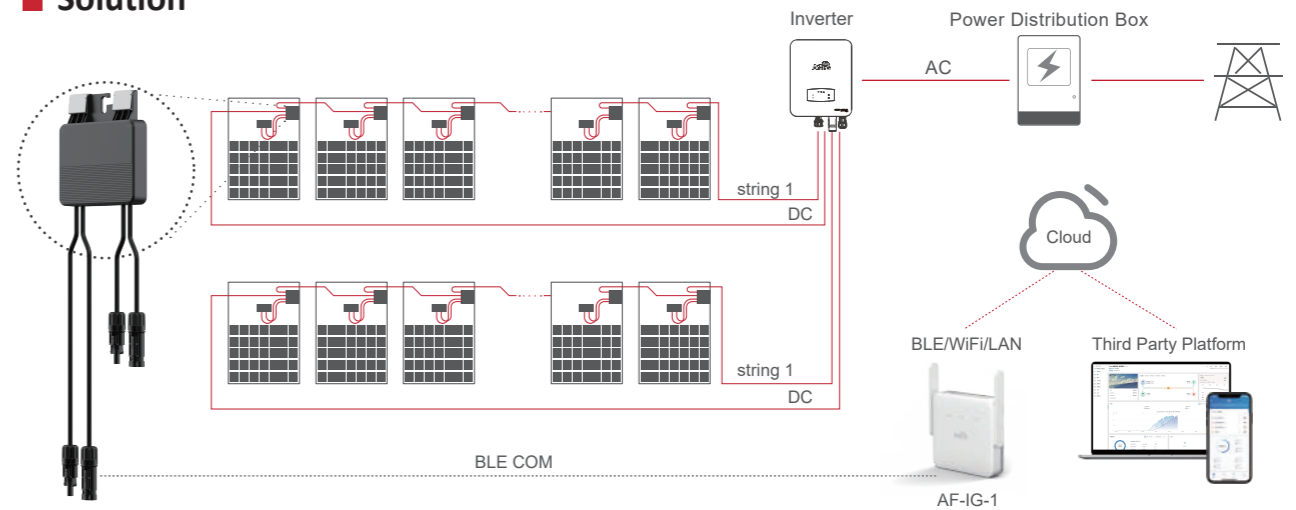 Solution
Inverter
Power Distribution Box
AC
string 1
DC
Cloud
BLE/WiFi/LAN
Third Party Platform
string 1
DC
BLE COM
AF-IG-1